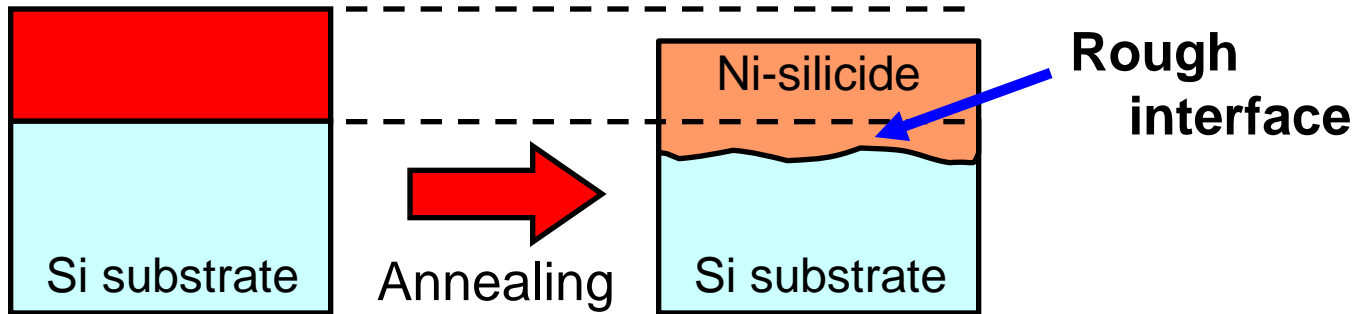 Ni-silicide
Rough
interface
Si substrate
Annealing
Si substrate